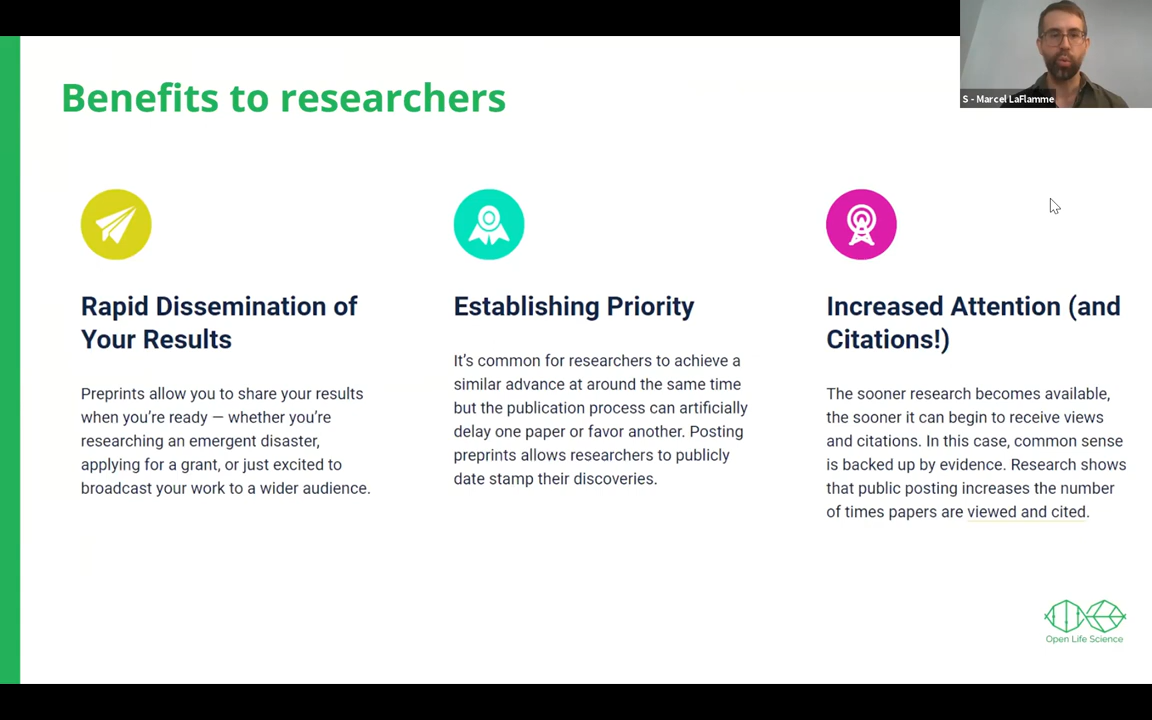 Benefits to researchers
S - Marcel LaFlamme
Rapid Dissemination of
Your Results
Preprints allow you to share your results
when you’re ready — whether you’re
researching an emergent disaster,
applying for a grant, or just excited to
broadcast your work to a wider audience.
Establishing Priority
It’s common for researchers to achieve a
similar advance at around the same time
but the publication process can artificially
delay one paper or favor another. Posting
preprints allows researchers to publicly
date stamp their discoveries.
Increased Attention (and
Citations!)
The sooner research becomes available,
the sooner it can begin to receive views
and citations. In this case, common sense
is backed up by evidence. Research shows
that public posting increases the number
of times papers are viewed and cited.
Open Life Science